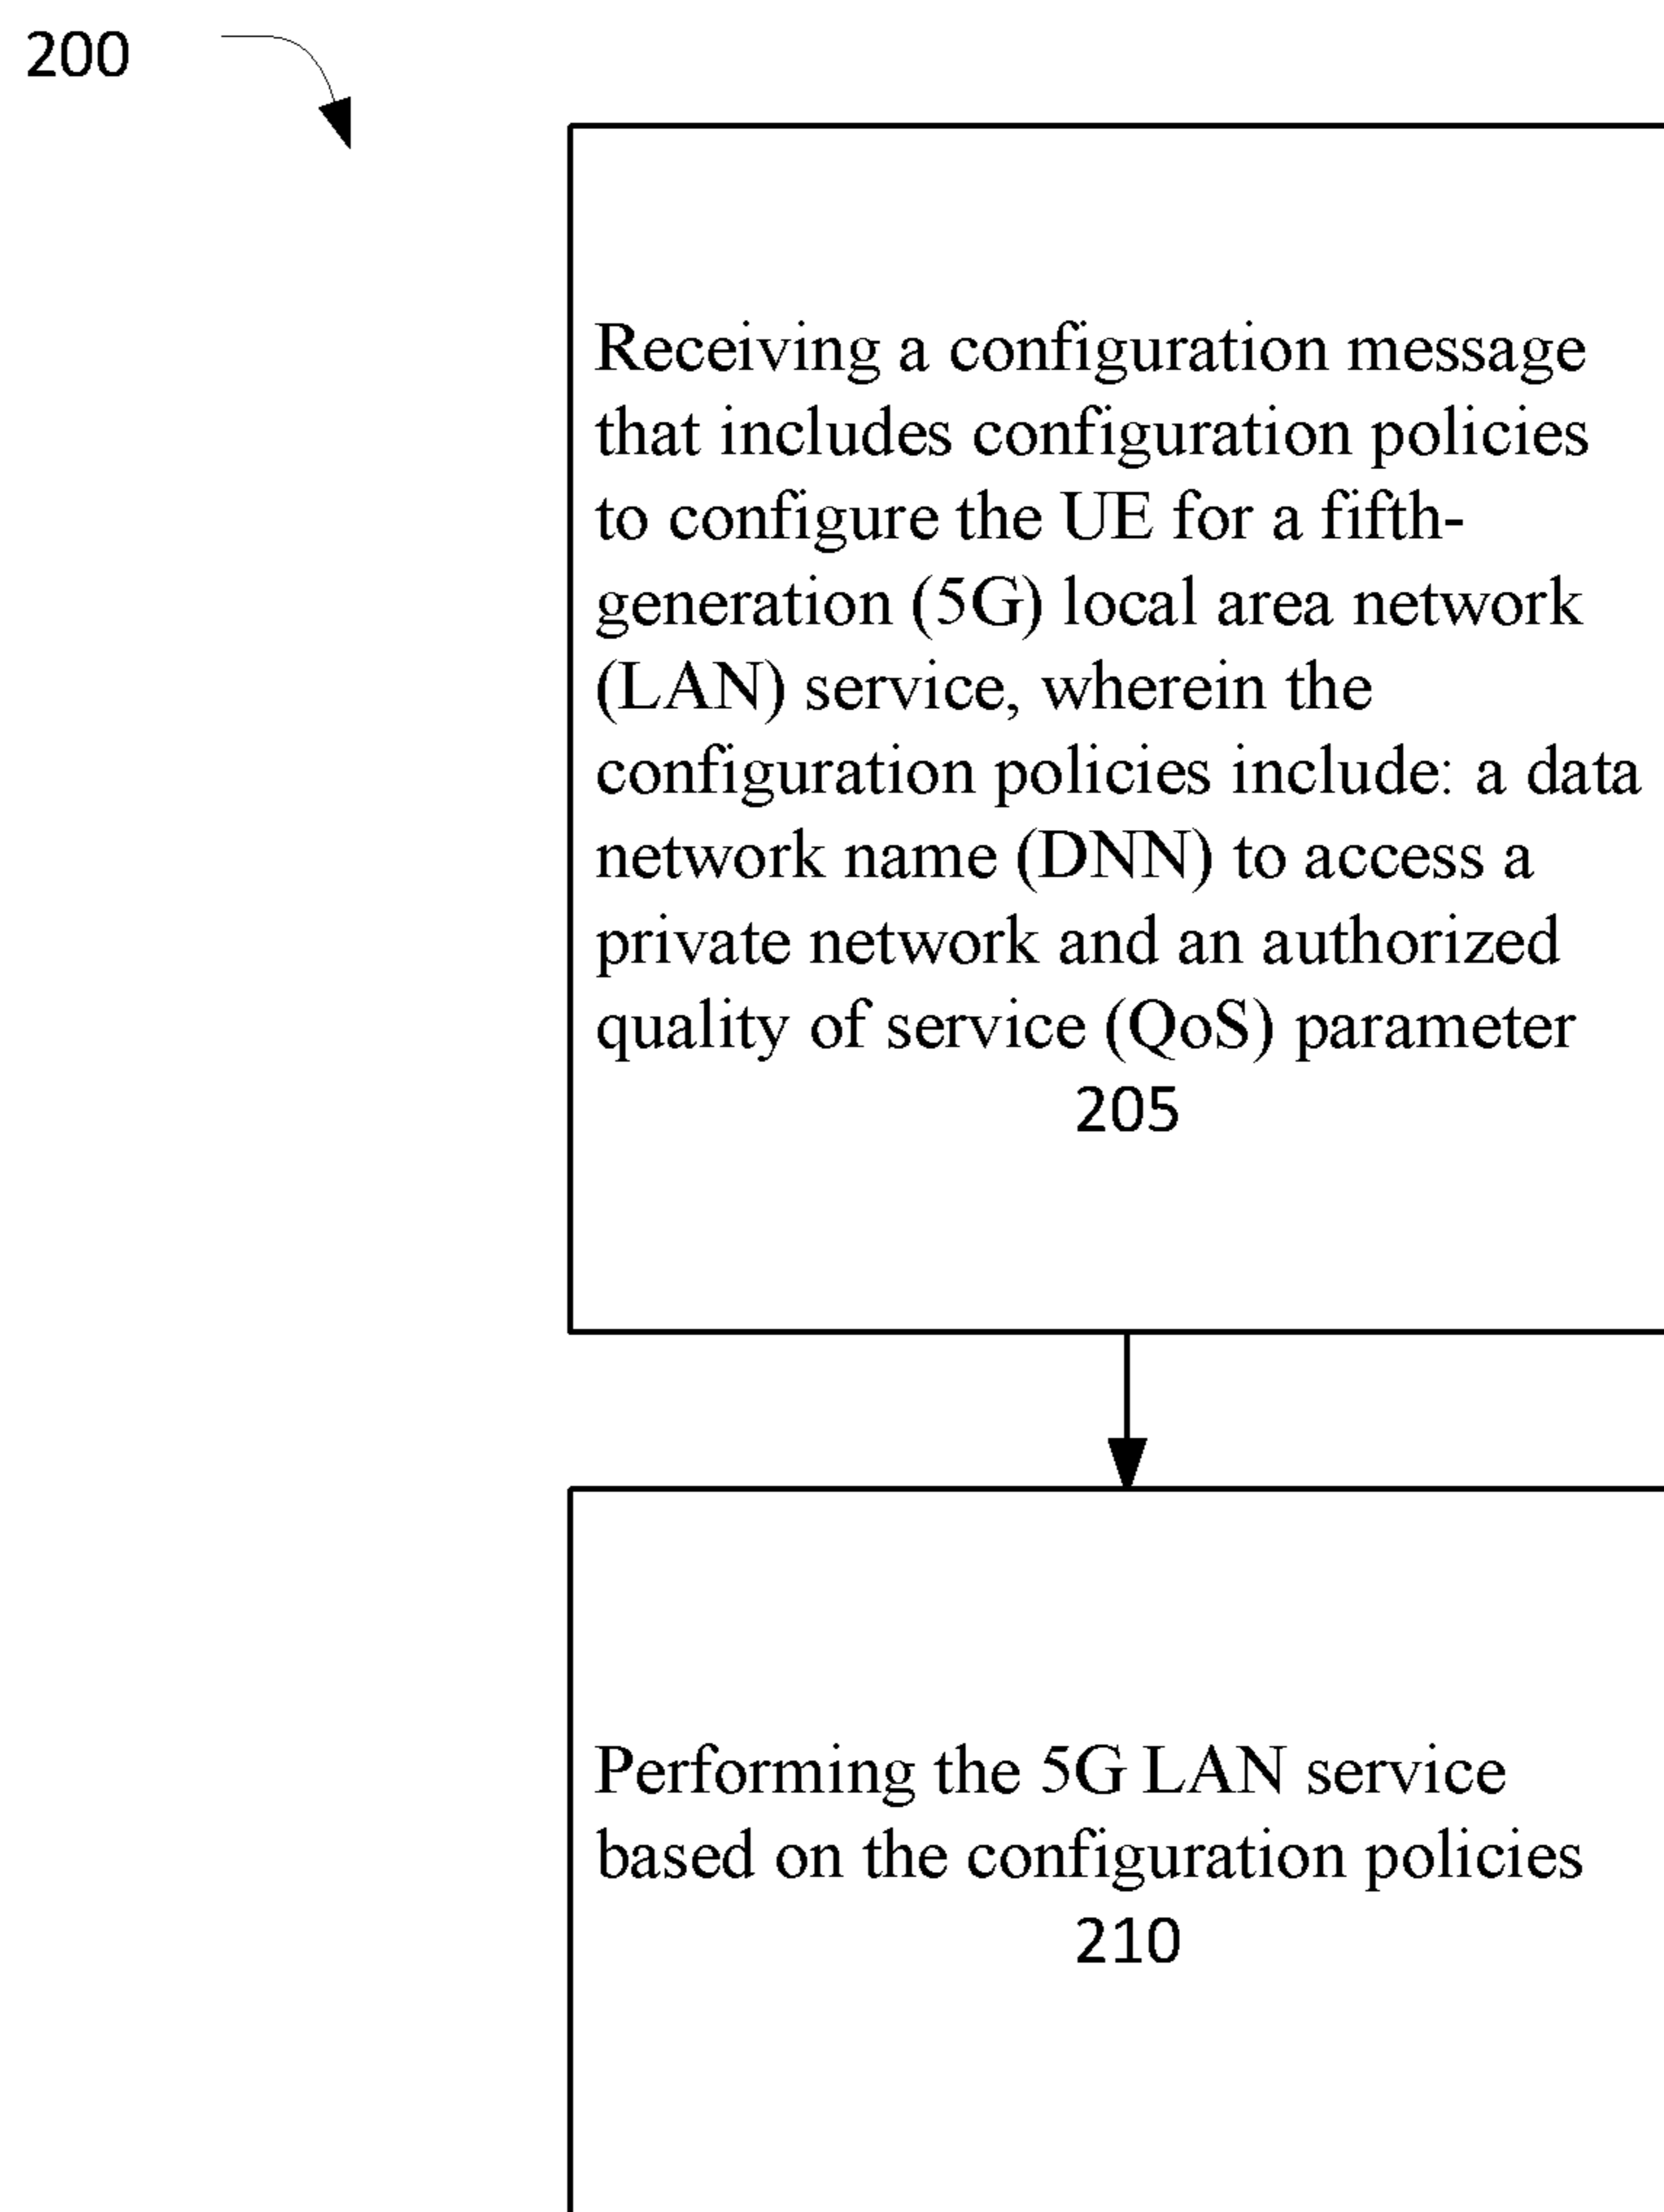 200
Receiving a configuration message
that includes configuration policies
to configure the UE for a fifth-
generation (5G) local area network
(LAN) service, wherein the
configuration policies include: a data
network name (DNN) to access a
private network and an authorized
quality of service (QoS) parameter
205
Performing the 5G LAN service
based on the configuration policies
210